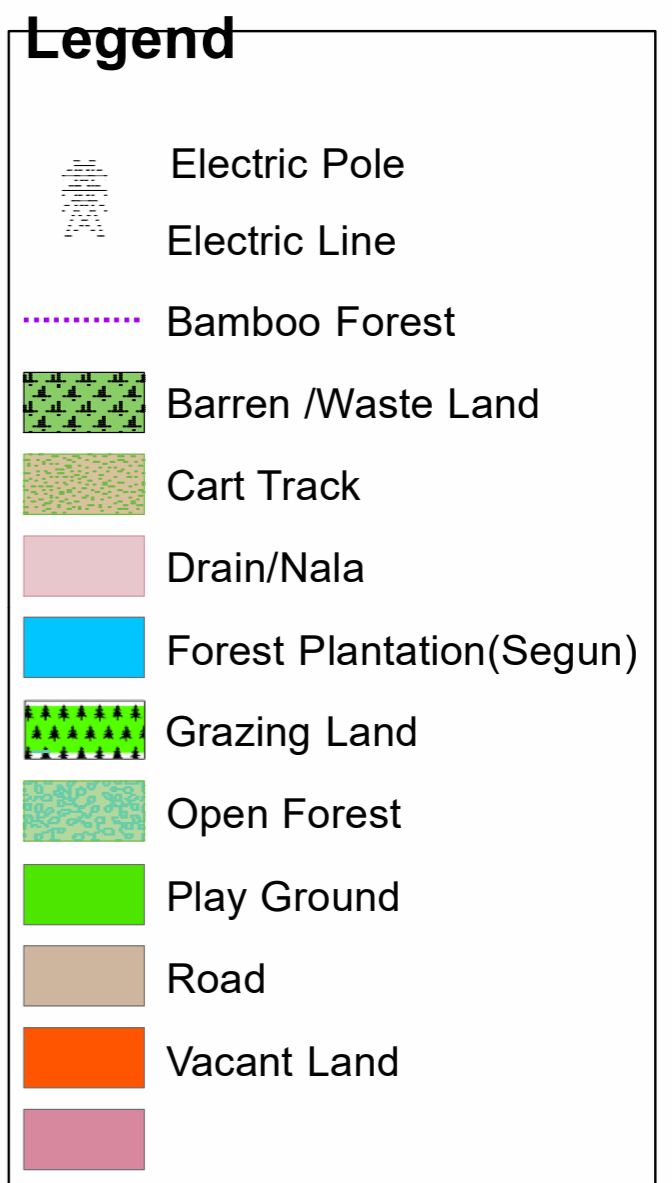 Legend
Electric Pole
Electric Line
Bamboo Forest
Barren /Waste Land
Cart Track
Drain/Nala
Forest Plantation(Segun)
Grazing Land
Open Forest
Play Ground
Road
Vacant Land